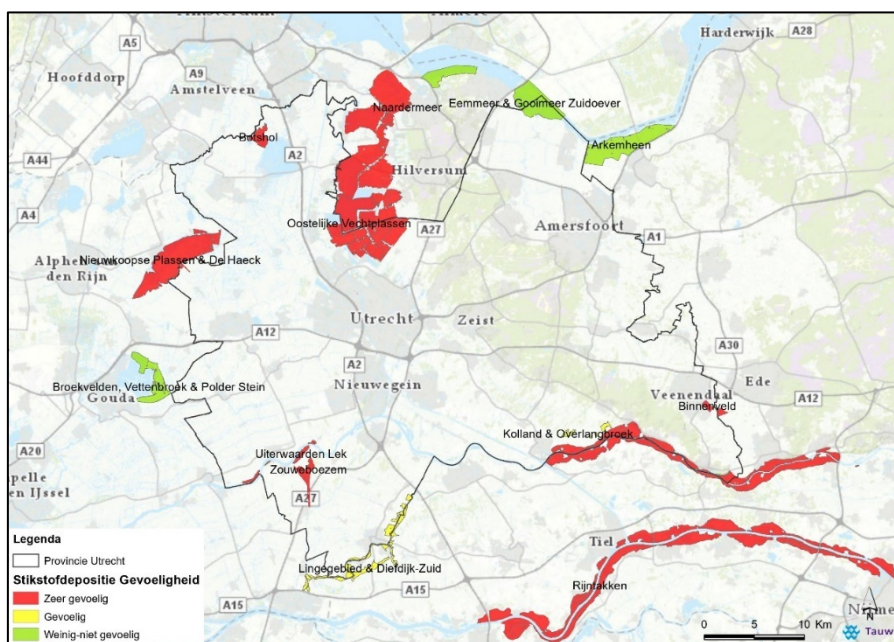 Harderwijk
A28
A5
Hoofddorp
A9
Amstelveen
Naardermeer
Eemmeer & Gooimeer Zuidoever
Botshol
Arkemheen
A44
A2
Hilversum
A4
Oostelijke Vechtplassen
A27
Amersfoort
A1
Nieuwkoopse Plassen & De Haeck
Alphen
den Rijn
Utrecht
Zeist
A12
A30
A2
Nieuwegein
Ede
Broekvelden, Vettenbroek & Polder Stein
Gouda
Veenendaal
Binnenveld
A12
A20
Kolland & Overlangbroek
Uiterwaarden Lek
Zouweboezem
A27
Tiel
Lingegebied & Diefdijk-Zuid
Rijntakken
A15
A15
Legenda
Provincie Utrecht
Stikstofdepositie Gevoeligheid
Zeer gevoelig
Gevoelig
Weinig-niet gevoelig
N
0 5 10 Km
Tauw